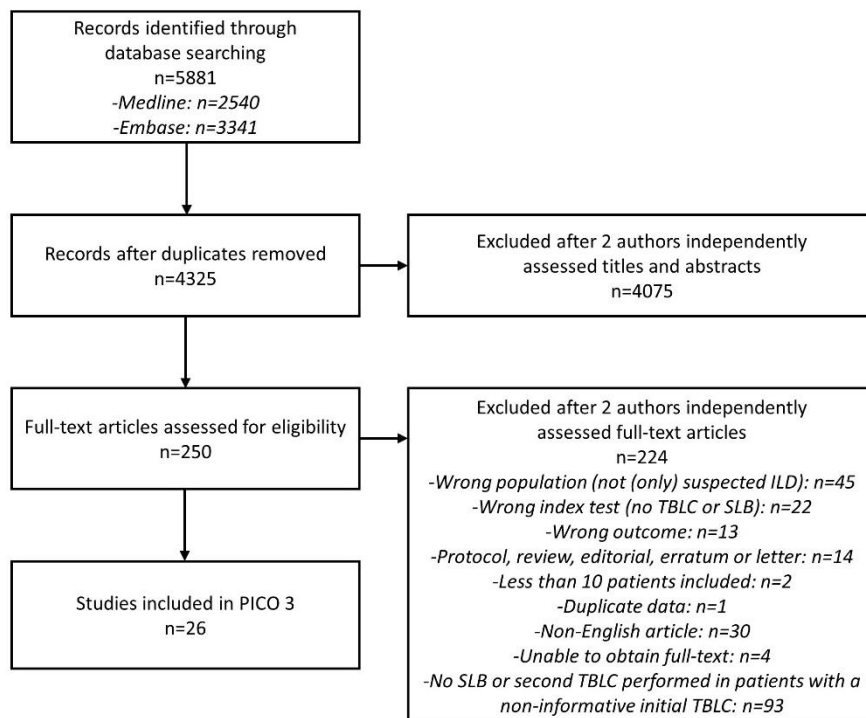 Records identified through
database searching
n=5881
-Medline: n=2540
-Embase: n=3341
Records after duplicates removed
n=4325
Excluded after 2 authors independently
assessed titles and abstracts
n=4075
Full-text articles assessed for eligibility
n=250
Excluded after 2 authors independently
assessed full-text articles
n=224
-Wrong population (not (only) suspected ILD): n=45
-Wrong index test (no TBLC or SLB): n=22
-Wrong outcome: n=13
-Protocol, review, editorial, erratum or letter: n=14
-Less than 10 patients included: n=2
-Duplicate data: n=1
-Non-English article: n=30
-Unable to obtain full-text: n=4
-No SLB or second TBLC performed in patients with a
non-informative initial TBLC: n=93
Studies included in PICO 3
n=26